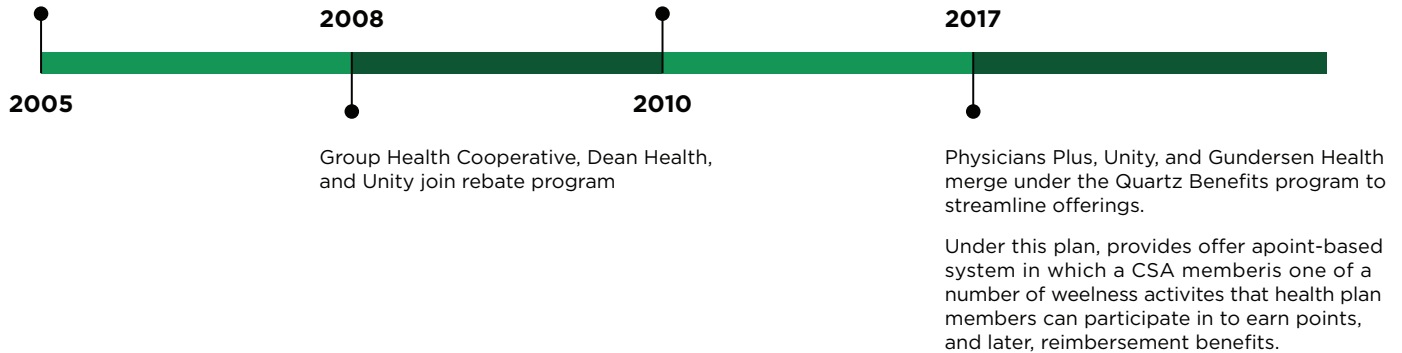 2008
2017
2005
2010
Group Health Cooperative, Dean Health,
and Unity join rebate program
Physicians Plus, Unity, and Gundersen Health
merge under the Quartz Benefits program to
streamline offerings.
Under this plan, provides offer apoint-based
system in which a CSA memberis one of a
number of weelness activites that health plan
members can participate in to earn points,
and later, reimbersement benefits.